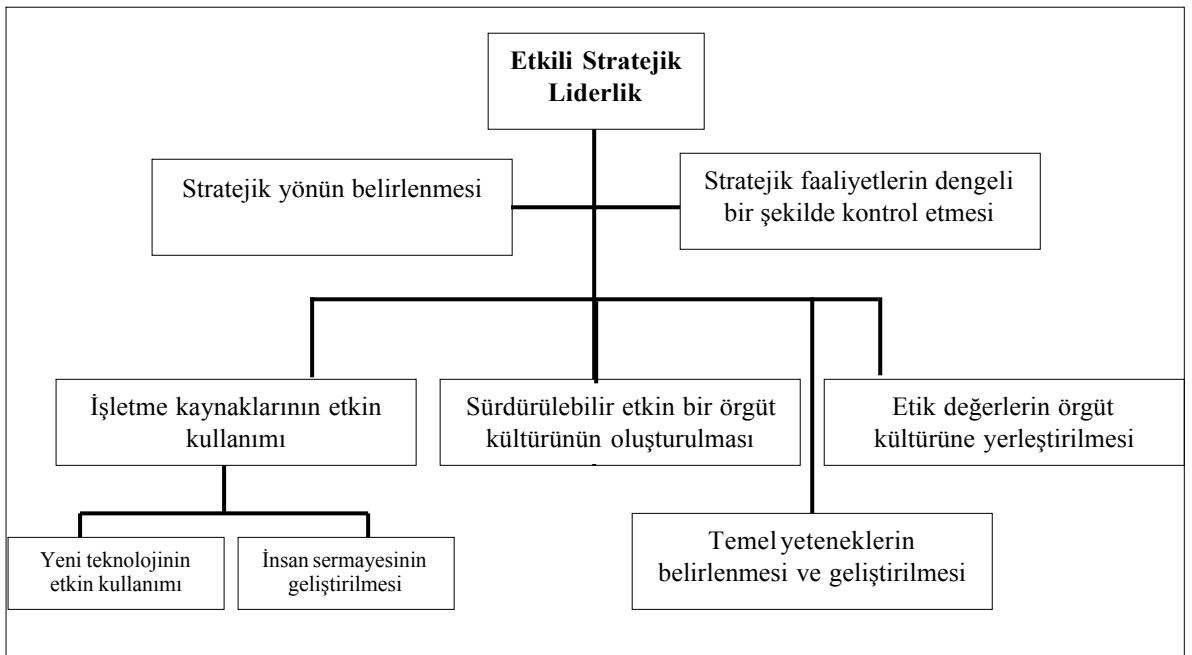 Etkili Stratejik
Liderlik
Stratejik yönün belirlenmesi
Stratejik faaliyetlerin dengeli
bir şekilde kontrol etmesi
İşletme kaynaklarının etkin
kullanımı
Sürdürülebilir etkin bir örgüt
kültürünün oluşturulması
Etik değerlerin örgüt
kültürüne yerleştirilmesi
Yeni teknolojinin
etkin kullanımı
İnsan sermayesinin
geliştirilmesi
Temel yeteneklerin
belirlenmesi ve geliştirilmesi